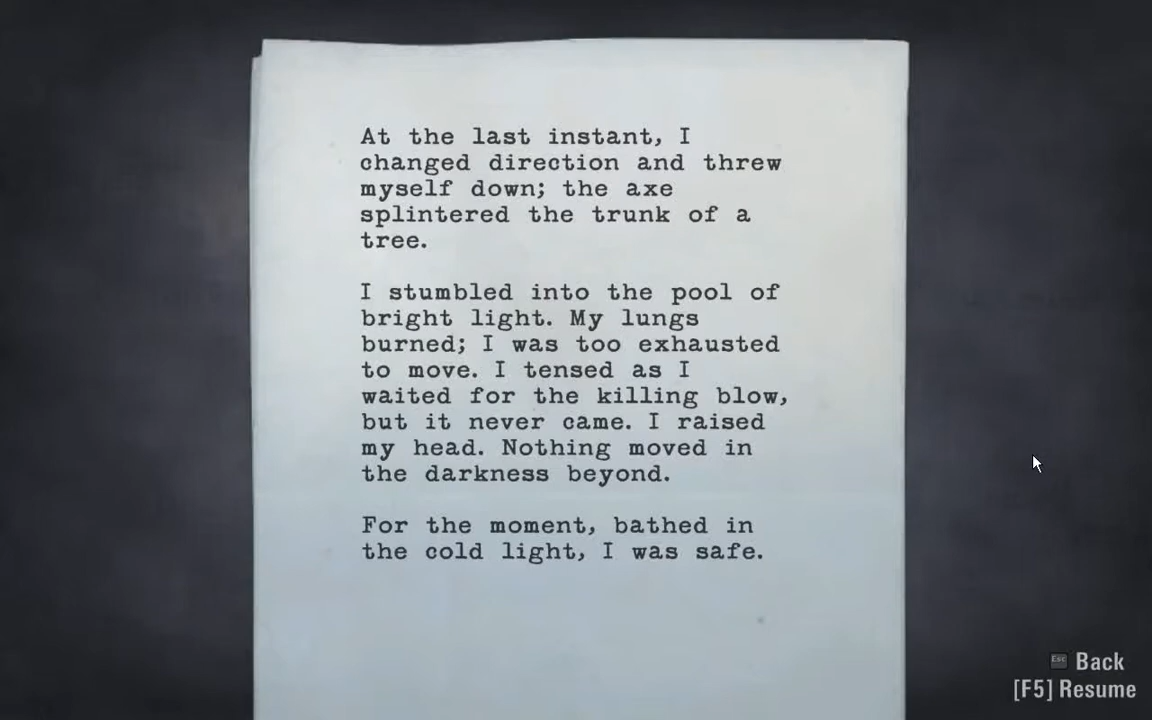 At the last instant, I
changed direction and threw
myself down; the axe
splintered the trunk of a
tree.
I stumbled into the pool of
bright light. My lungs
burned; I was too exhausted
to move. I tensed as I
waited for the killing blow,
but it never came. I raised
my head. Nothing moved in
the darkness beyond.
For the moment, bathed in
the cold light, I was safe.
Esc Back
[F5] Resume